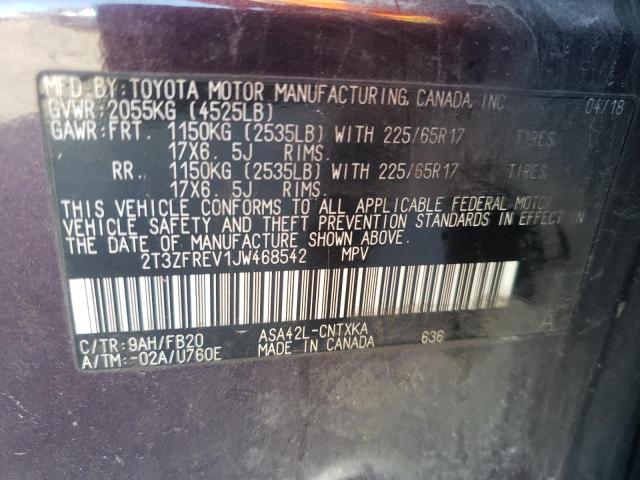 MFD.BY:TOYOTA MOTOR MANUFACTURING,CANADA,INC. 04/18
GVWR:2055KG (4525LB)
GAWR:FRT. 1150KG (2535LB) WITH 225/65R17 TIRES,
17X6.5J RIMS.
RR. 1150KG (2535LB) WITH 225/65R17 TIRES,
17X6.5J RIMS.
THIS VEHICLE CONFORMS TO ALL APPLICABLE FEDERAL MOTOR
VEHICLE SAFETY AND THEFT PREVENTION STANDARDS IN EFFECT ON
THE DATE OF MANUFACTURE SHOWN ABOVE.
2T3ZFREV1JW468542 MPV
C/TR:9AH/FB20 ASA42L-CNTXKA A
A/TM:-02A/U760E MADE IN CANADA 636